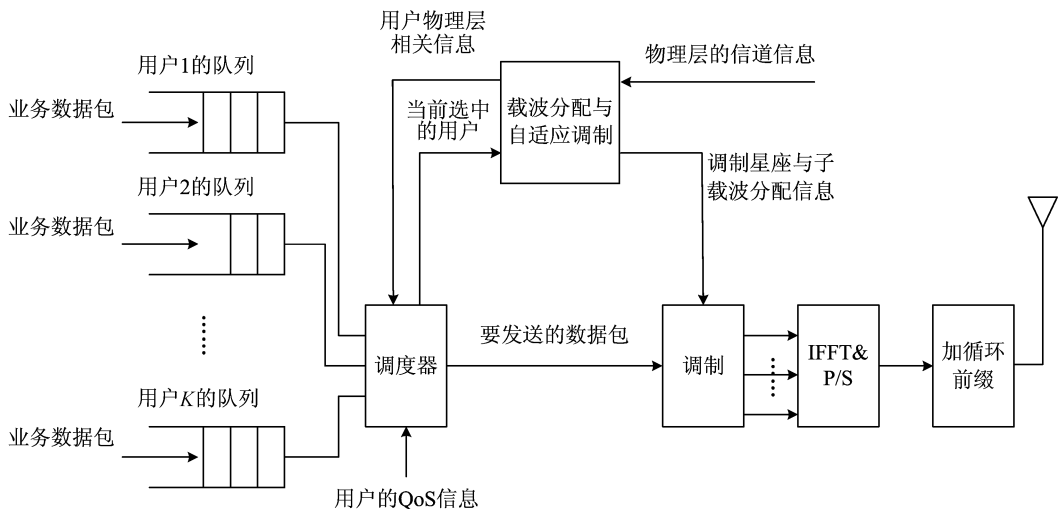 用户物理层
相关信息
物理层的信道信息
用户1的队列
业务数据包
当前选中
的用户
载波分配与
自适应调制
调制星座与子
载波分配信息
用户2的队列
业务数据包
要发送的数据包
调度器
调制
IFFT&
P/S
加循环
前缀
用户K的队列
业务数据包
用户的QoS信息